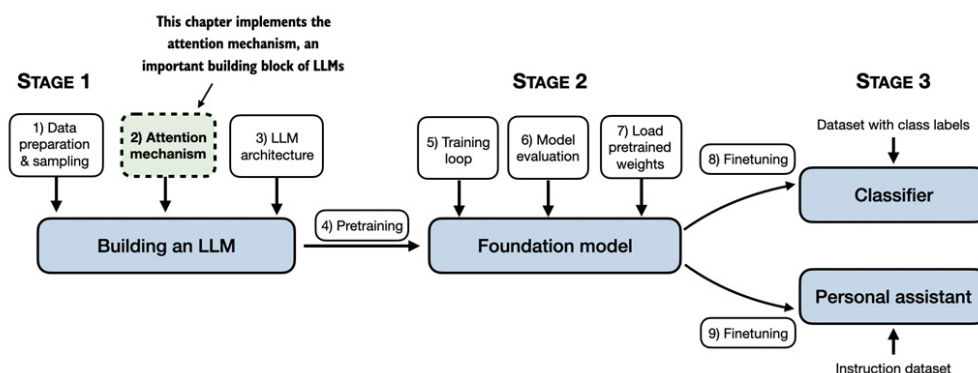 This chapter implements the
attention mechanism, an
important building block of LLMs
STAGE 1
STAGE 2
STAGE 3
1) Data
preparation
& sampling
2) Attention
mechanism
3) LLM
architecture
Building an LLM
4) Pretraining
5) Training
loop
6) Model
evaluation
7) Load
pretrained
weights
Foundation model
8) Finetuning
9) Finetuning
Dataset with class labels
Classifier
Personal assistant
Instruction dataset